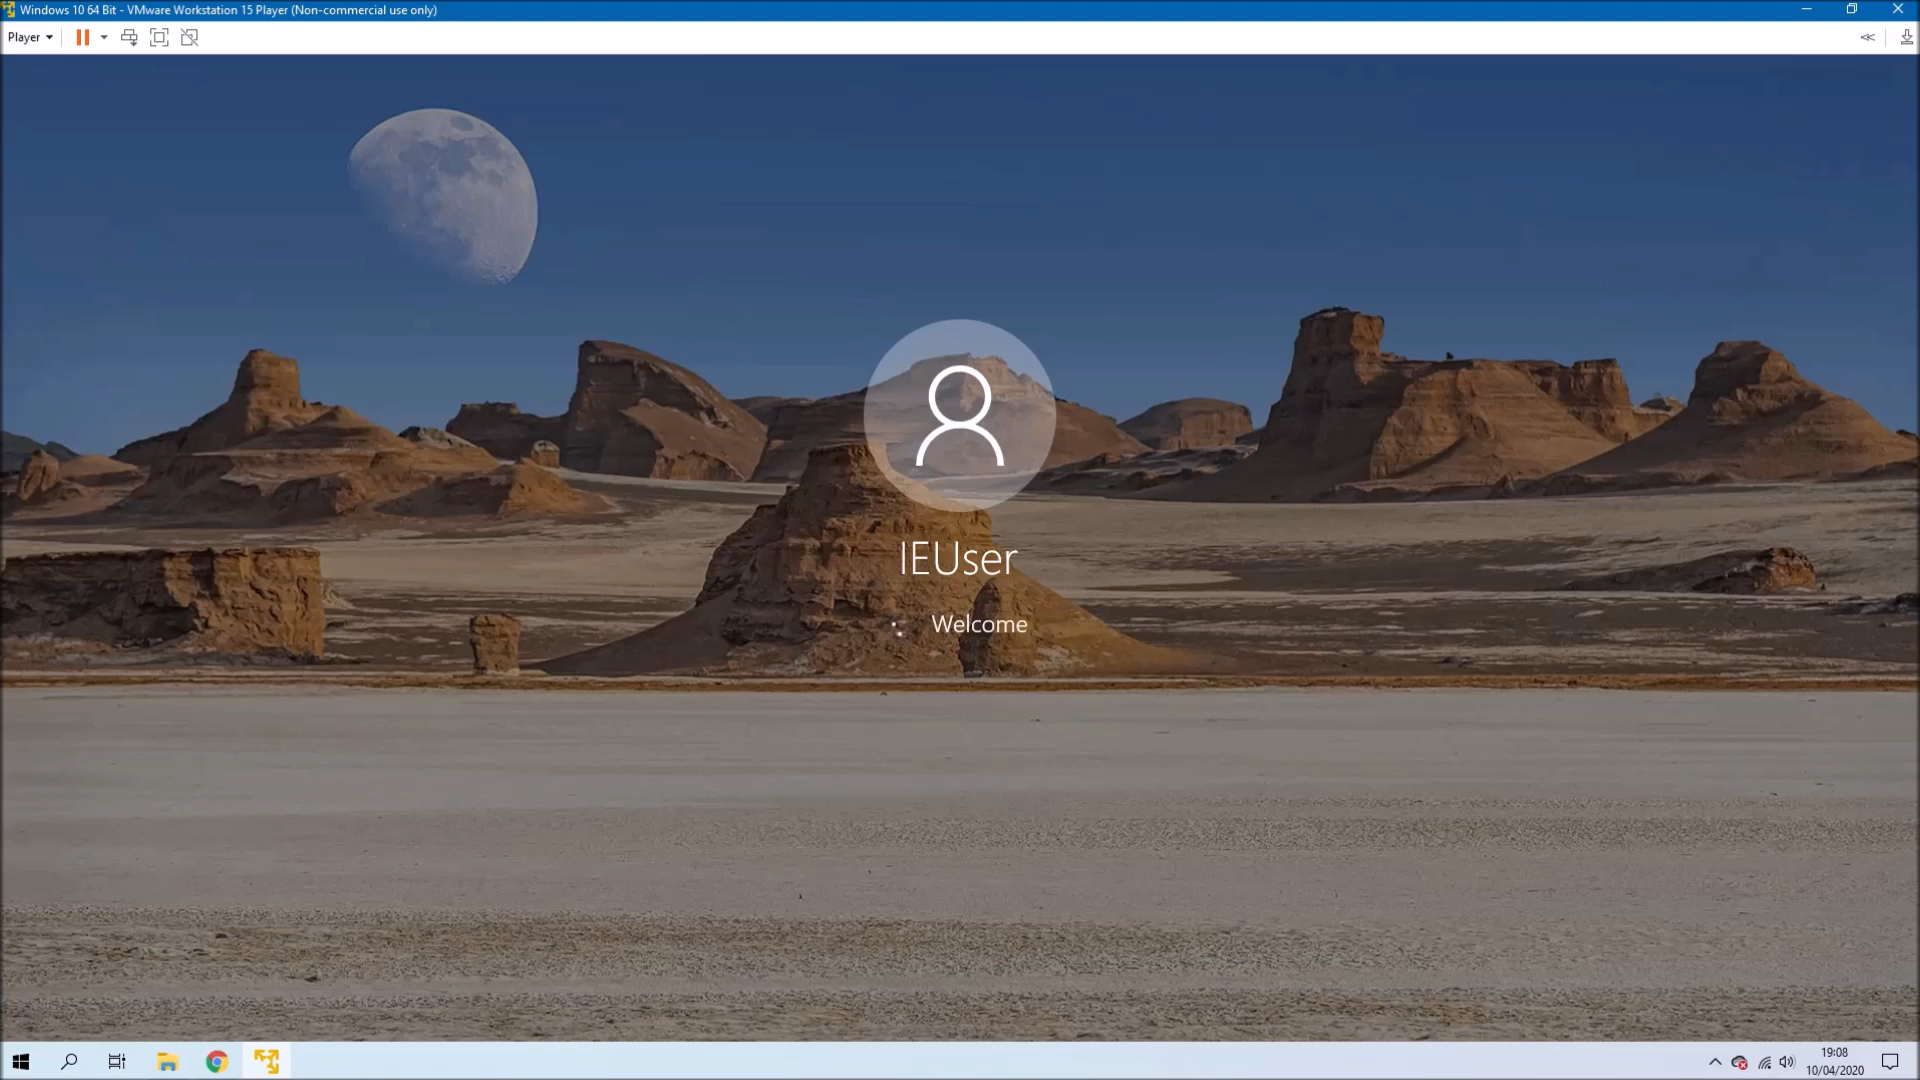 Windows 10 64 Bit - VMware Workstation 15 Player (Non-commercial use only)
Player
IEUser
Welcome
19:08
10/04/2020